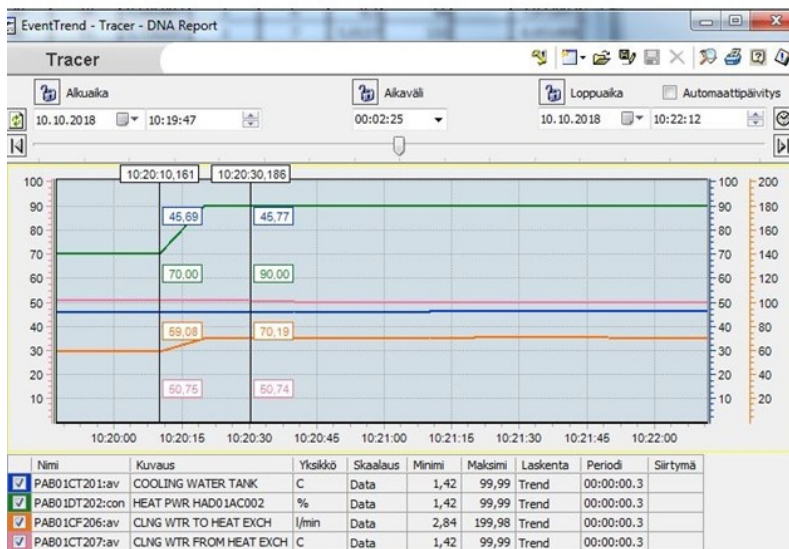 EventTrend - Tracer - DNA Report
Tracer
Alkuaika Aikaväli Loppuaika Automaattipäivitys
10.10.2018 10:19:47 00:02:25 10.10.2018 10:22:12
10:20:10,161 10:20:30,186
100 100 200
90 90 180
45,69 45,77
80 80 160
70 70 140
70,00 90,00
60 60 120
50 50 100
40 40 80
59,08 70,19
30 30 60
20 20 40
50,75 50,74
10 10 20
10:20:00 10:20:15 10:20:30 10:20:45 10:21:00 10:21:15 10:21:30 10:21:45 10:22:00
Nimi Kuvaus Yksikkö Skaalaus Minimi Maksimi Laskenta Periodi Siirtymä
PAB01CT201:av COOLING WATER TANK C Data 1,42 99,99 Trend 00:00:00.3
PAB01DT202:con HEAT PWR HAD01AC002 % Data 1,42 99,99 Trend 00:00:00.3
PAB01CF206:av CLNG WTR TO HEAT EXCH l/min Data 2,84 199,98 Trend 00:00:00.3
PAB01CT207:av CLNG WTR FROM HEAT EXCH C Data 1,42 99,99 Trend 00:00:00.3